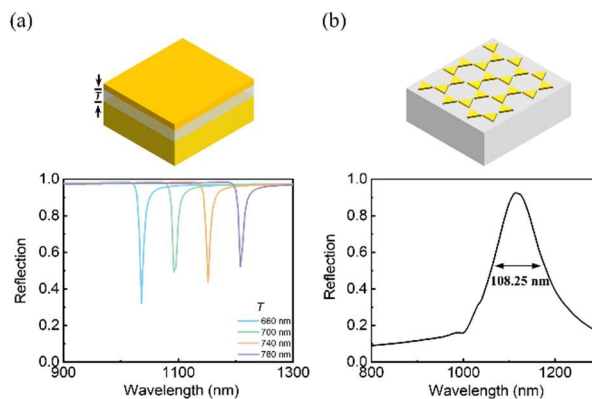 (a)
T
1.0
0.8
0.6
0.4
0.2
0.0
Reflection
T
660 nm
700 nm
740 nm
780 nm
900
1100
1300
Wavelength (nm)
(b)
1.0
0.8
0.6
0.4
0.2
0.0
Reflection
108.25 nm
800
1000
1200
Wavelength (nm)